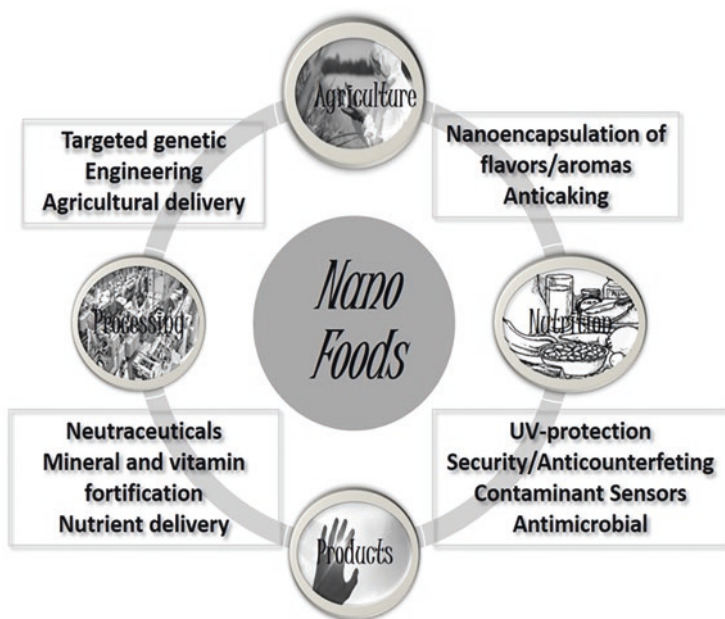 Agriculture
Targeted genetic
Engineering
Agricultural delivery
Nanoencapsulation of
flavors/aromas
Anticaking
Processing
Nano
Foods
Nutrition
Neutraceuticals
Mineral and vitamin
fortification
Nutrient delivery
UV-protection
Security/Anticounterfeting
Contaminant Sensors
Antimicrobial
Products